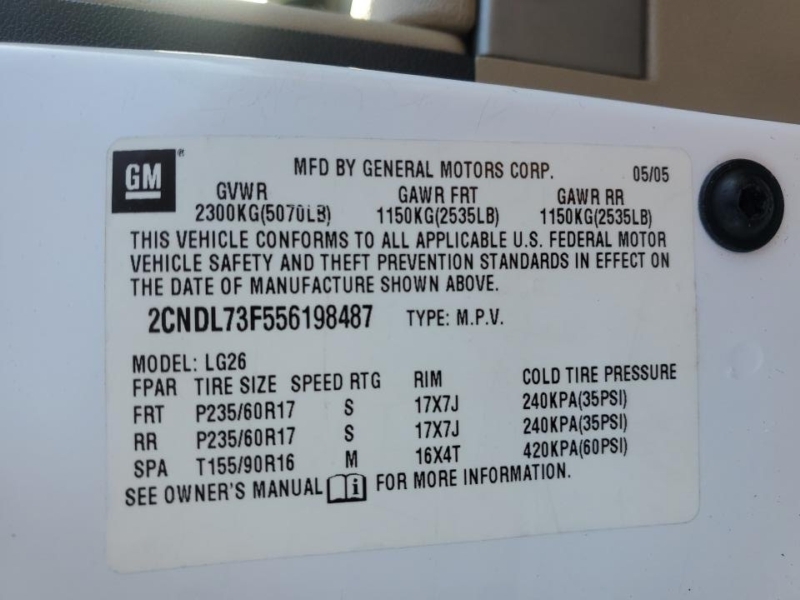 GM
MFD BY GENERAL MOTORS CORP. 05/05
GVWR GAWR FRT GAWR RR
2300KG(5070LB) 1150KG(2535LB) 1150KG(2535LB)
THIS VEHICLE CONFORMS TO ALL APPLICABLE U.S. FEDERAL MOTOR
VEHICLE SAFETY AND THEFT PREVENTION STANDARDS IN EFFECT ON
THE DATE OF MANUFACTURE SHOWN ABOVE.
2CNDL73F556198487 TYPE: M.P.V.
MODEL: LG26
FPAR TIRE SIZE SPEED RTG RIM COLD TIRE PRESSURE
FRT P235/60R17 S 17X7J 240KPA(35PSI)
RR P235/60R17 S 17X7J 240KPA(35PSI)
SPA T155/90R16 M 16X4T 420KPA(60PSI)
SEE OWNER'S MANUAL i FOR MORE INFORMATION.